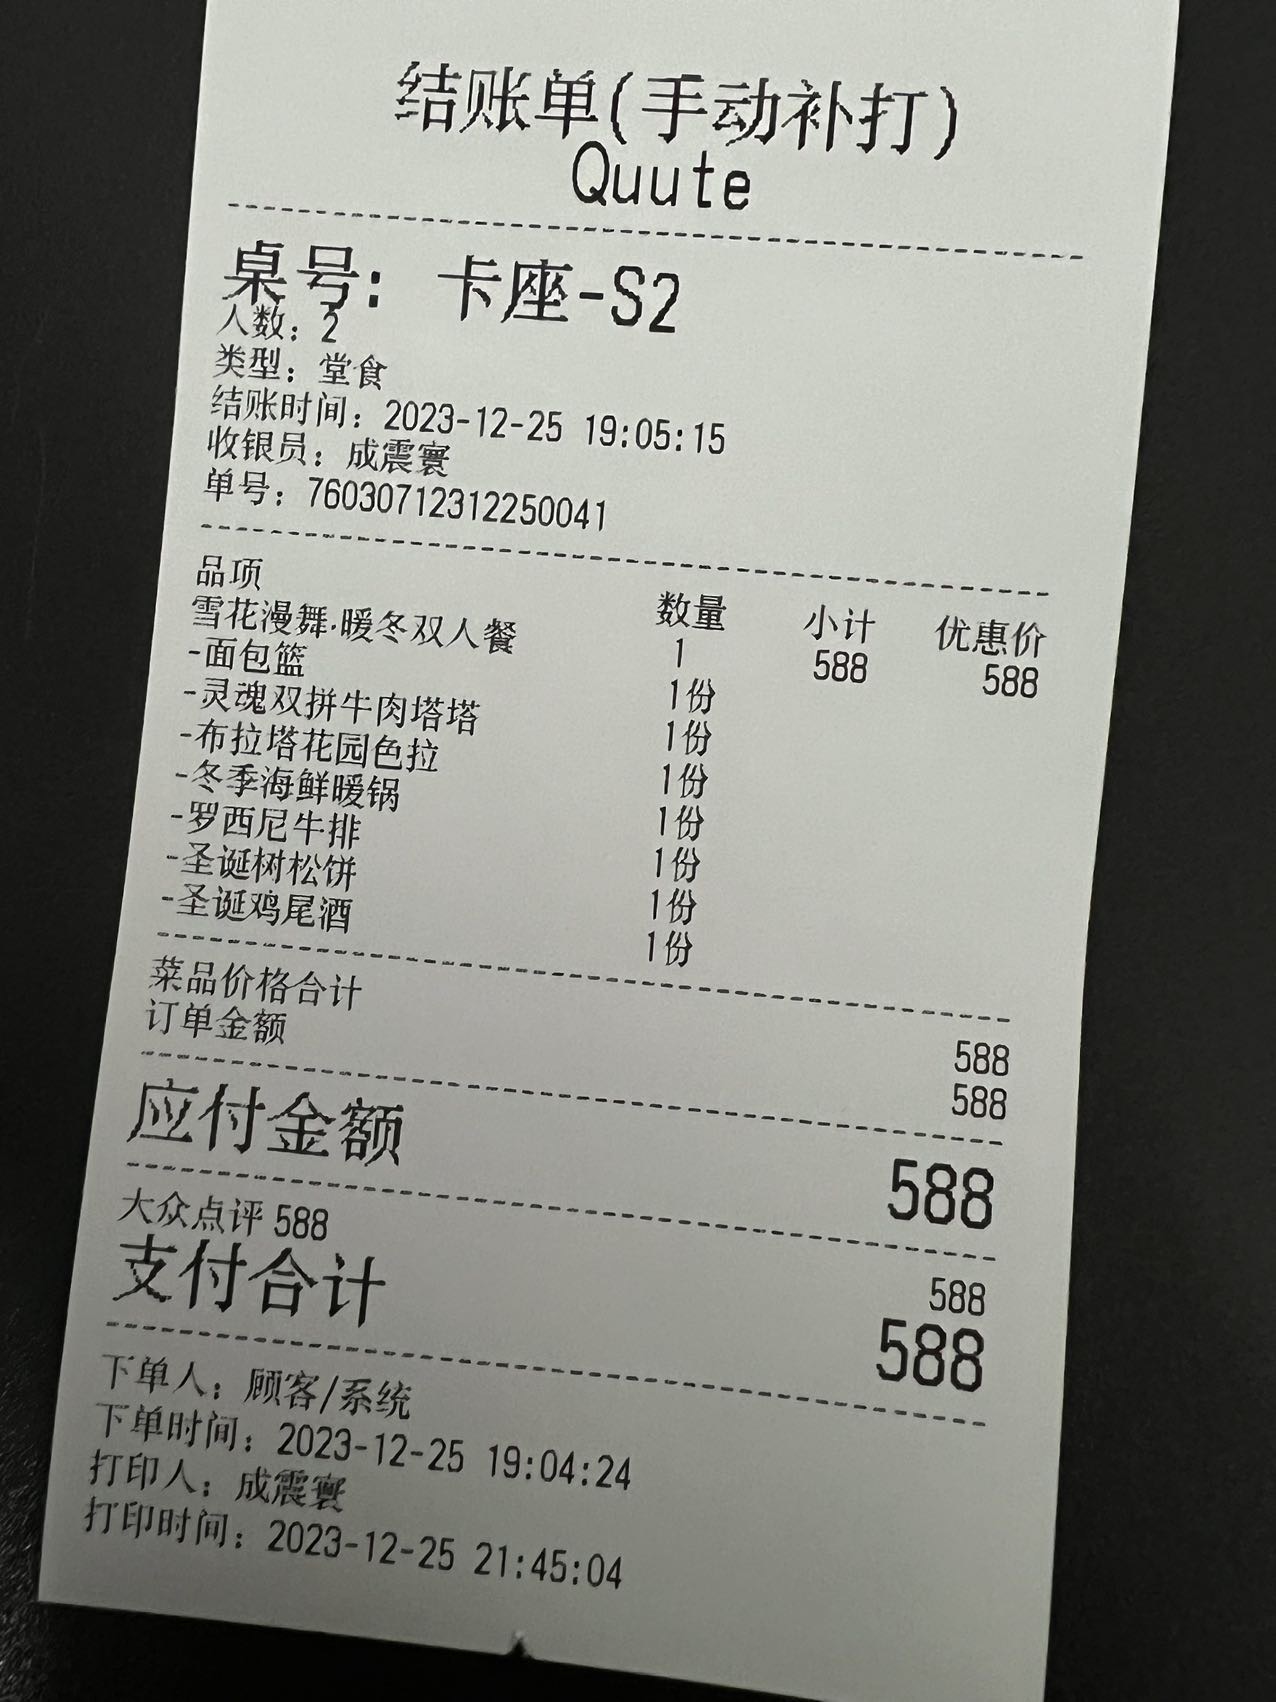 结账单(手动补打)
Quute
桌号: 卡座-S2
人数: 2
类型: 堂食
结账时间: 2023-12-25 19:05:15
收银员: 成震寰
单号: 76030712312250041
品项 数量 小计 优惠价
雪花漫舞·暖冬双人餐 1 588 588
-面包篮 1份
-灵魂双拼牛肉塔塔 1份
-布拉塔花园色拉 1份
-冬季海鲜暖锅 1份
-罗西尼牛排 1份
-圣诞树松饼 1份
-圣诞鸡尾酒 1份
菜品价格合计 588
订单金额 588
应付金额 588
大众点评 588 588
支付合计 588
下单人: 顾客/系统
下单时间: 2023-12-25 19:04:24
打印人: 成震寰
打印时间: 2023-12-25 21:45:04